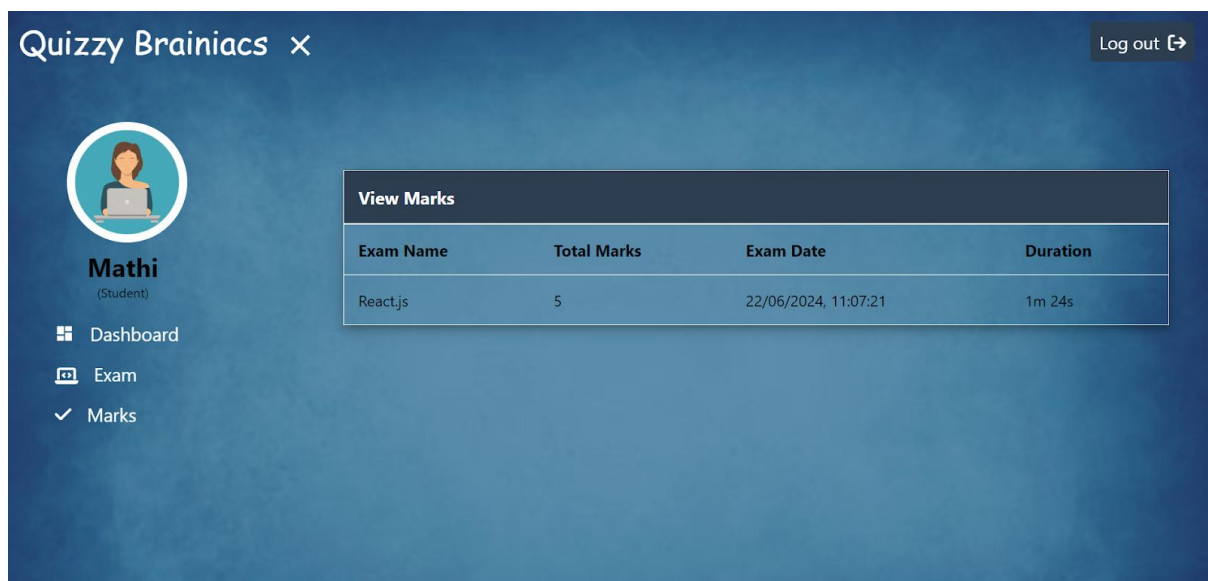 Quizzy Brainiacs
Log out
Mathi
(Student)
Dashboard
Exam
Marks
View Marks
Exam Name Total Marks Exam Date Duration
React.js 5 22/06/2024, 11:07:21 1m 24s